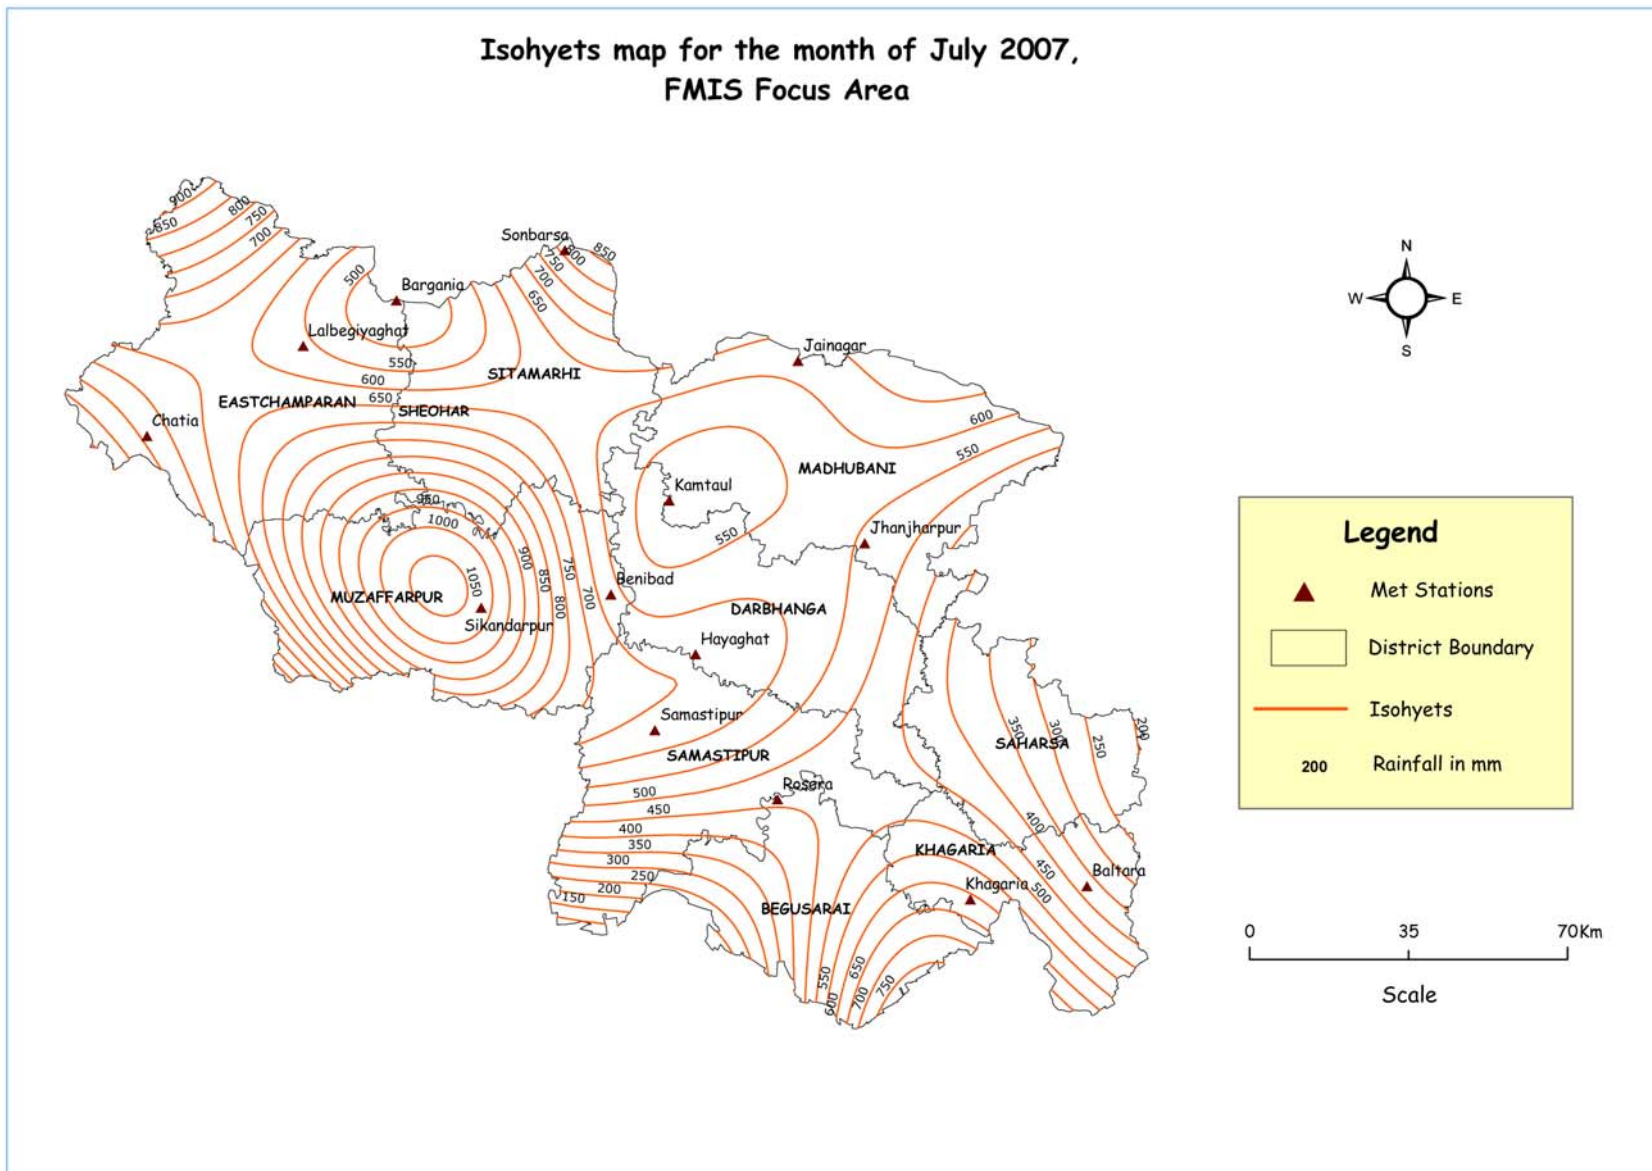 Isohyets map for the month of July 2007,
FMIS Focus Area
900
850
800
750
700
500
Bargania
Lalbegiyaghat
550
600
650
Sonbarsa
850
800
750
700
650
SITAMARHI
EASTCHAMPARAN
SHEOHAR
Chatia
Jainagar
600
550
MADHUBANI
Kamtaul
550
Jhanjharpur
950
1000
1050
900
850
800
750
700
MUZAFFARPUR
Sikandarpur
Benibad
DARBHANGA
Hayaghat
Samastipur
SAMASTIPUR
Rosera
500
450
400
350
300
250
200
150
SAHARSA
350
300
250
200
400
450
500
KHAGARIA
Khagaria
Baltara
BEGUSARAI
550
600
650
700
750
N
W
E
S
Legend
Met Stations
District Boundary
Isohyets
200 Rainfall in mm
0 35 70Km
Scale